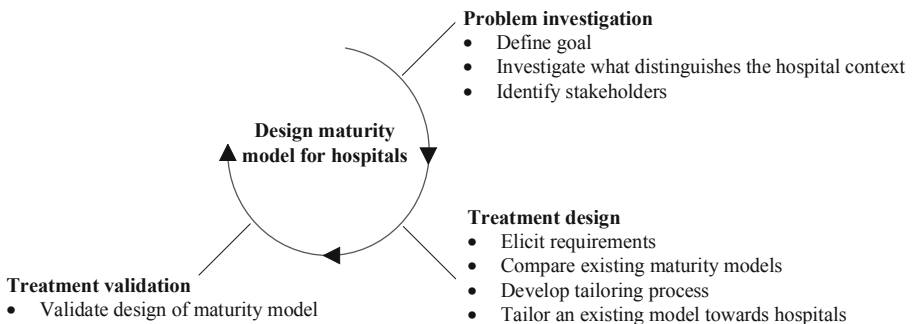 Problem investigation
• Define goal
• Investigate what distinguishes the hospital context
• Identify stakeholders
Design maturity
model for hospitals
Treatment design
• Elicit requirements
• Compare existing maturity models
• Develop tailoring process
• Tailor an existing model towards hospitals
Treatment validation
• Validate design of maturity model